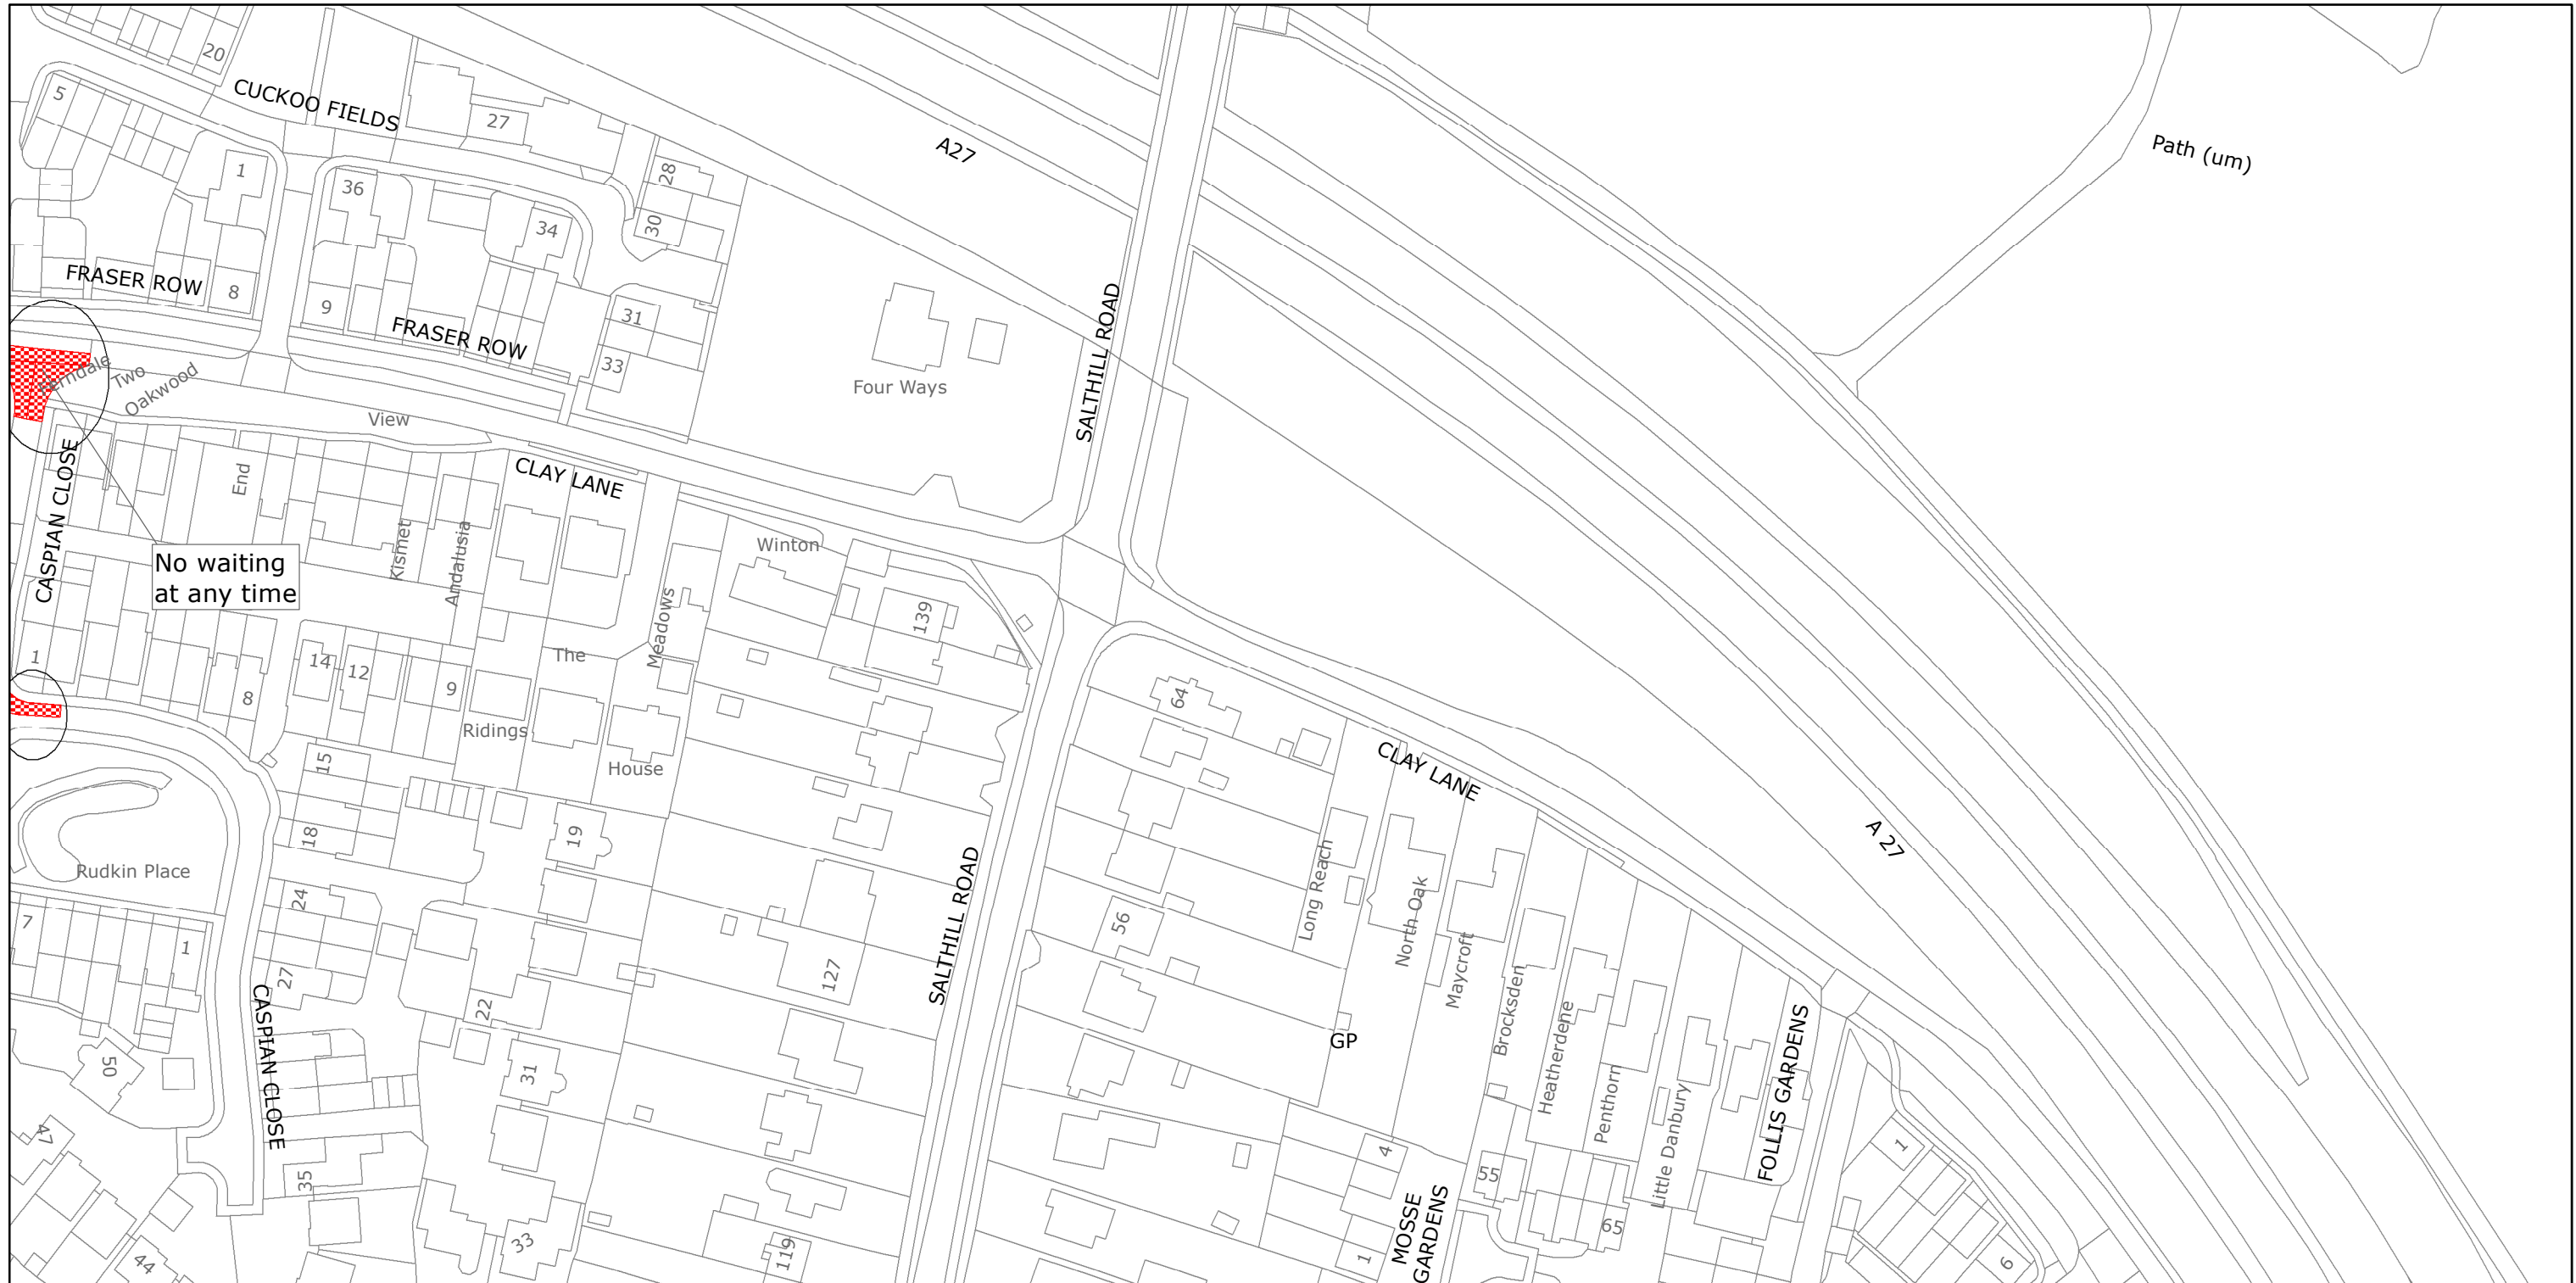 20
CUCKOO FIELDS
5
27
A27
Path (um)
1
36
28
30
34
FRASER ROW
8
9
FRASER ROW
31
33
SALTHILL ROAD
Four Ways
Ferndale
Two
Oakwood
View
CLAY LANE
CASPIAN CLOSE
End
Kismet
Andalusia
No waiting
at any time
Winton
Meadows
139
1
14
12
9
8
The
Ridings
House
64
CLAY LANE
15
18
19
Rudkin Place
A 27
SALTHILL ROAD
Long Reach
North Oak
Maycroft
Brocksden
Heatherdene
Penthorn
Little Danbury
FOLLIS GARDENS
7
1
24
27
56
127
22
GP
CASPIAN CLOSE
50
31
47
35
33
44
119
4
1
MOSSE
GARDENS
55
65
1
6